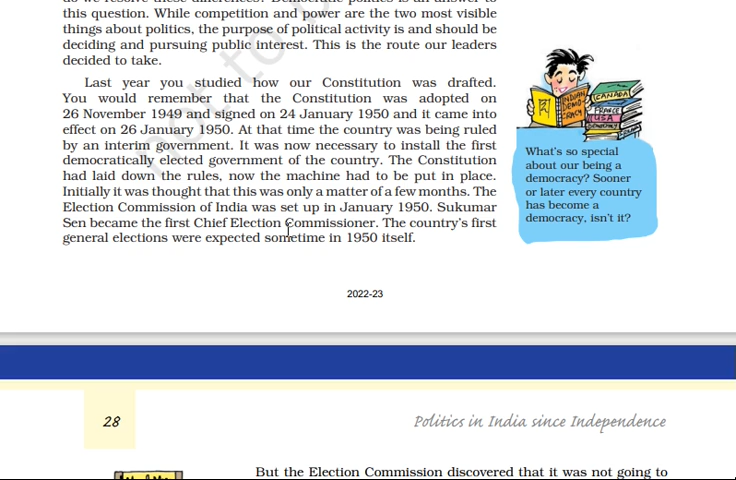 this question. While competition and power are the two most visible
things about politics, the purpose of political activity is and should be
deciding and pursuing public interest. This is the route our leaders
decided to take.
Last year you studied how our Constitution was drafted.
You would remember that the Constitution was adopted on
26 November 1949 and signed on 24 January 1950 and it came into
effect on 26 January 1950. At that time the country was being ruled
by an interim government. It was now necessary to install the first
democratically elected government of the country. The Constitution
had laid down the rules, now the machine had to be put in place.
Initially it was thought that this was only a matter of a few months. The
Election Commission of India was set up in January 1950. Sukumar
Sen became the first Chief Election Commissioner. The country's first
general elections were expected sometime in 1950 itself.
INDIAN
DEMO-
CRACY
CANADA
FRANCE
U.S.A
What's so special
about our being a
democracy? Sooner
or later every country
has become a
democracy, isn't it?
not to
2022-23
28
Politics in India since Independence
But the Election Commission discovered that it was not going to